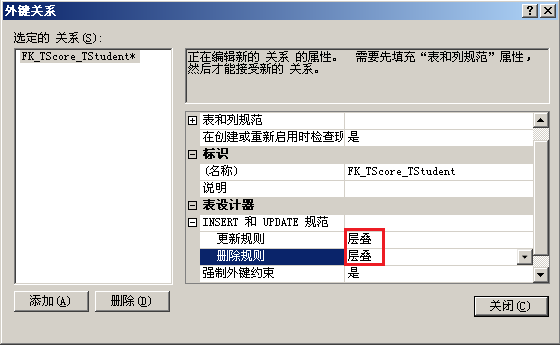 外键关系
选定的 关系(S):
FK_TScore_TStudent*
正在编辑新的 关系 的属性。 需要先填充“表和列规范”属性，
然后才能接受新的 关系。
表和列规范
在创建或重新启用时检查现 是
标识
(名称) FK_TScore_TStudent
说明
表设计器
INSERT 和 UPDATE 规范
更新规则 层叠
删除规则 层叠
强制外键约束 是
添加(A) 删除(D)
关闭(C)